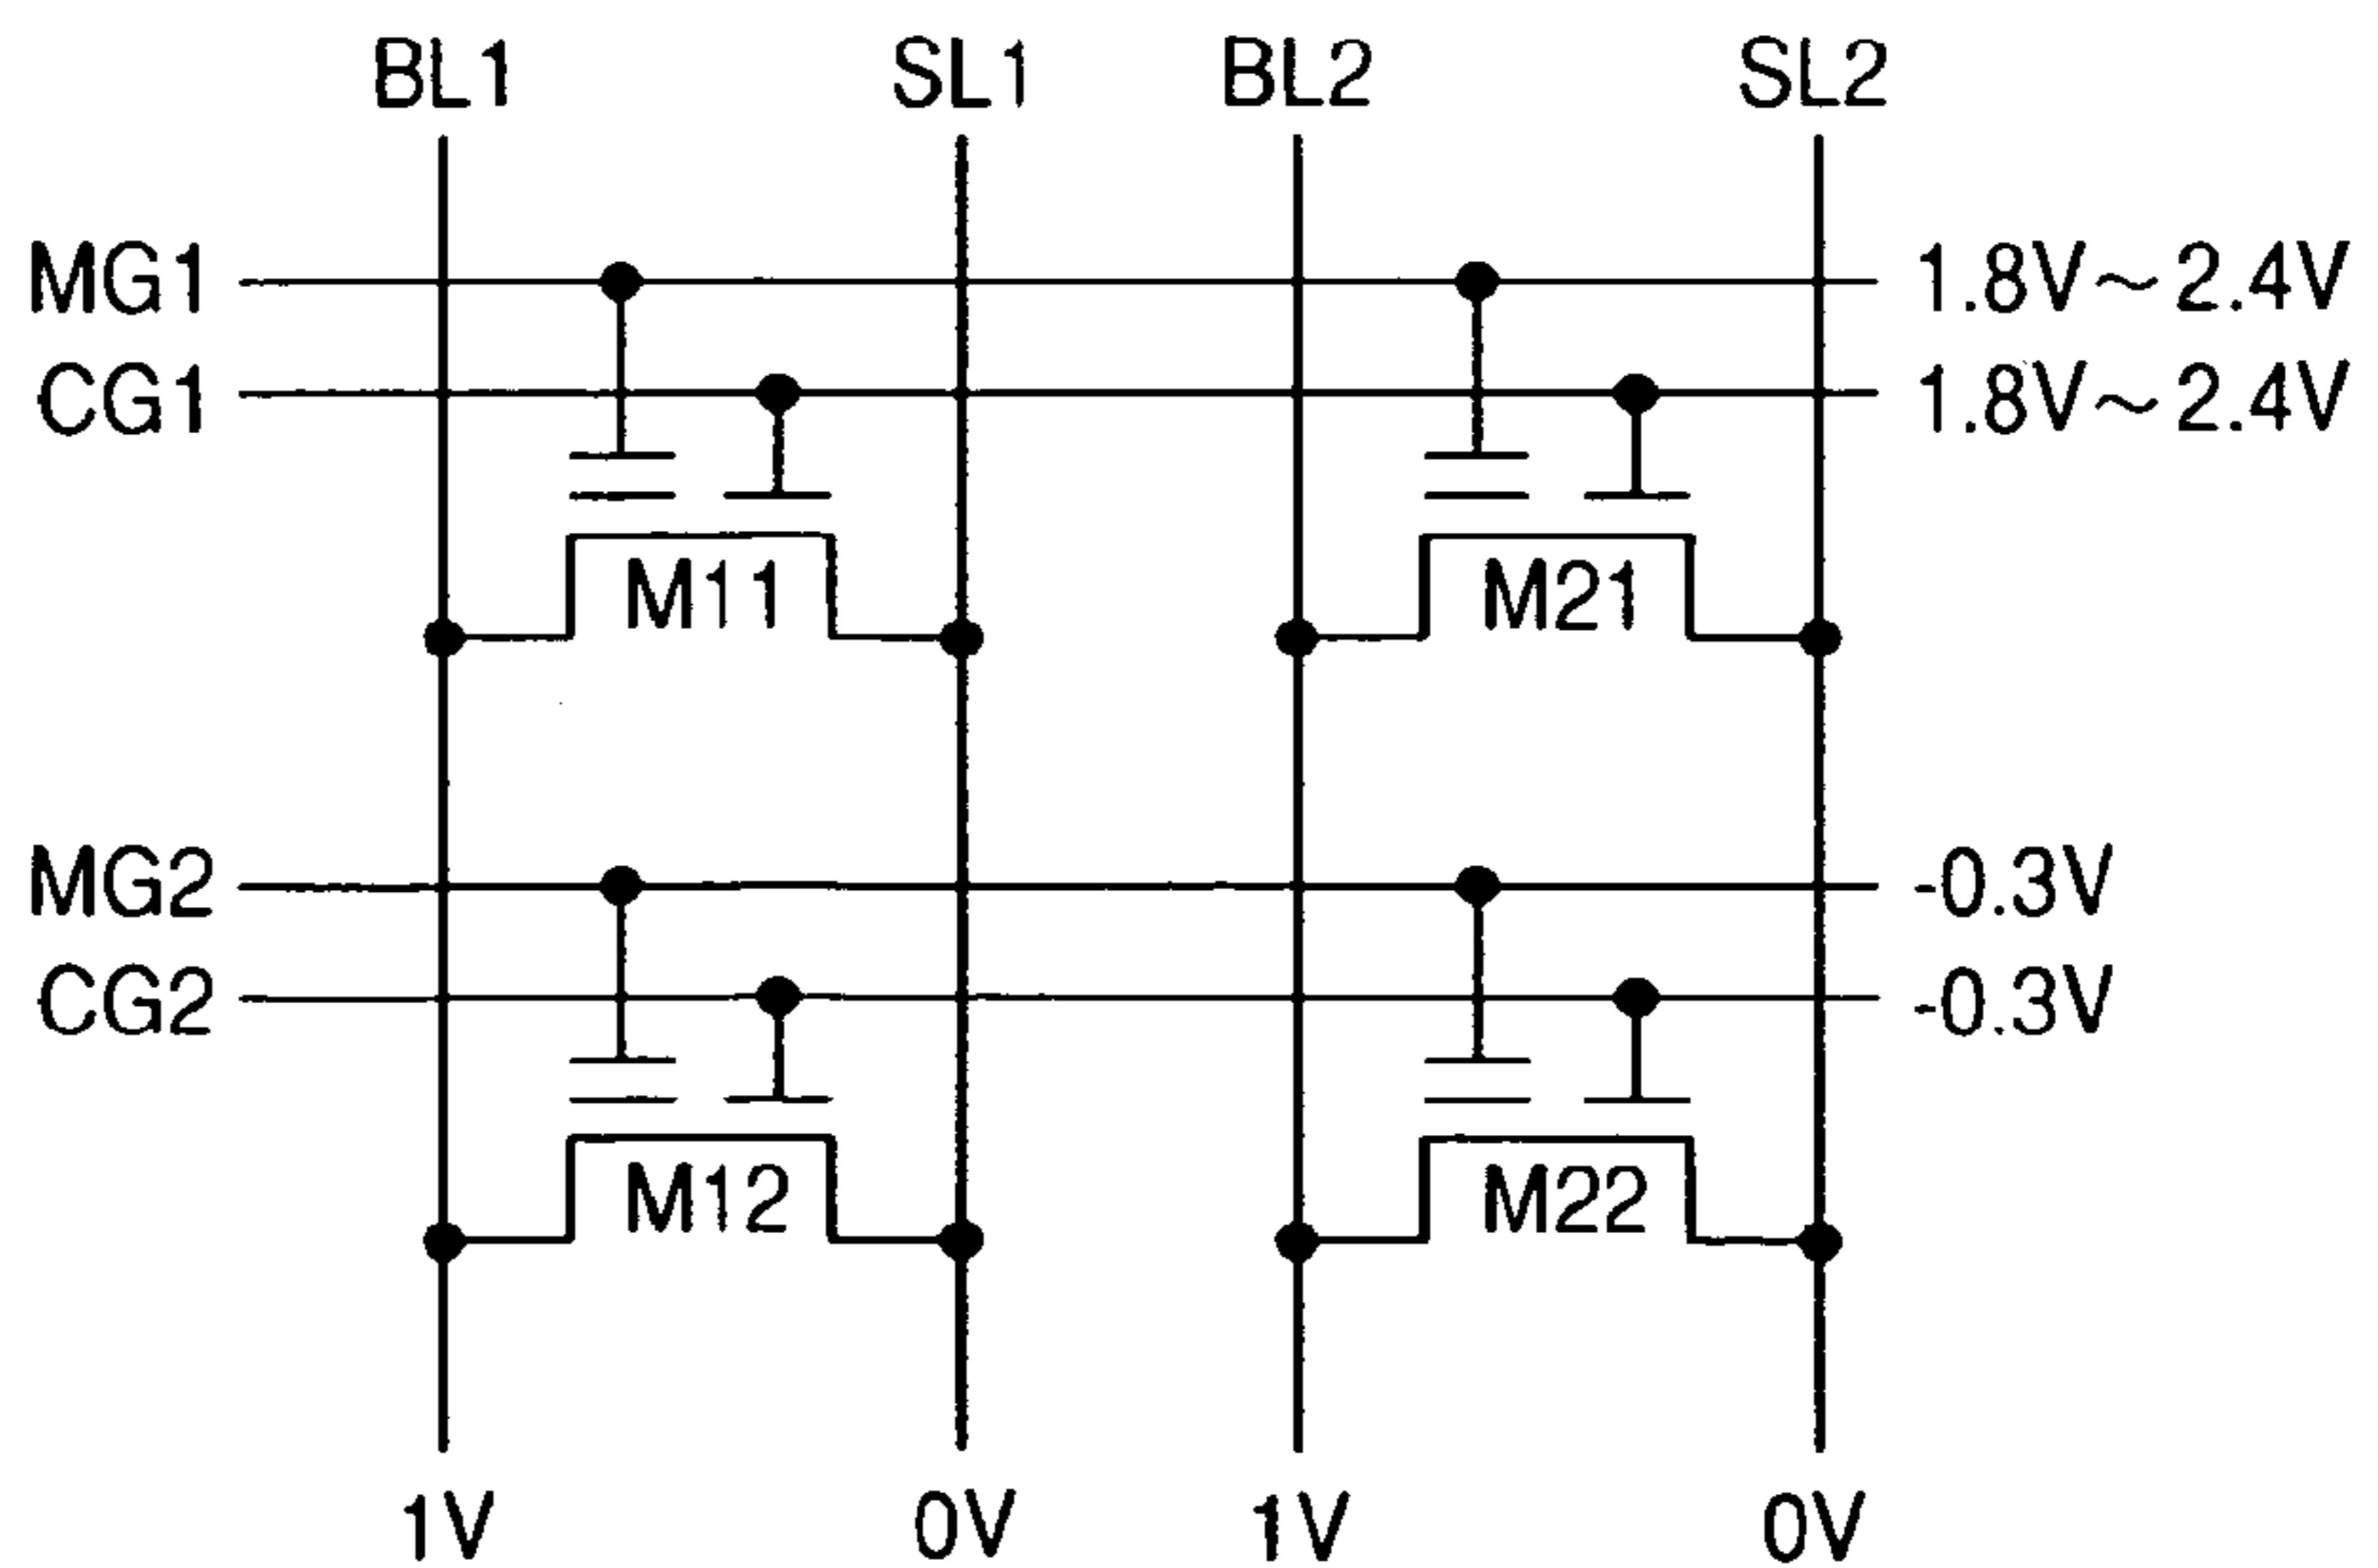 BL1 SL1 BL2 SL2
MG1 1.8V~2.4V
CG1 1.8V~2.4V
M11 M21
MG2 -0.3V
CG2 -0.3V
M12 M22
1V 0V 1V 0V